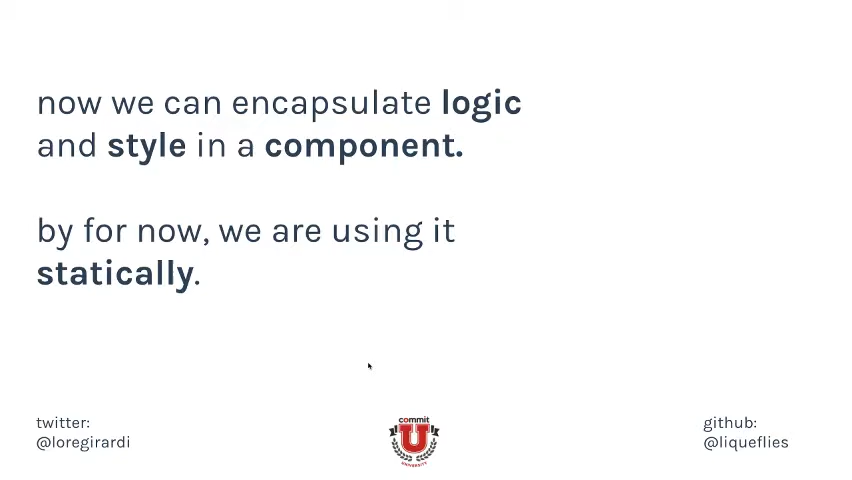 now we can encapsulate logic
and style in a component.
by for now, we are using it
statically.
twitter:
@loregirardi
commit
U
UNIVERSITY
github:
@liqueflies